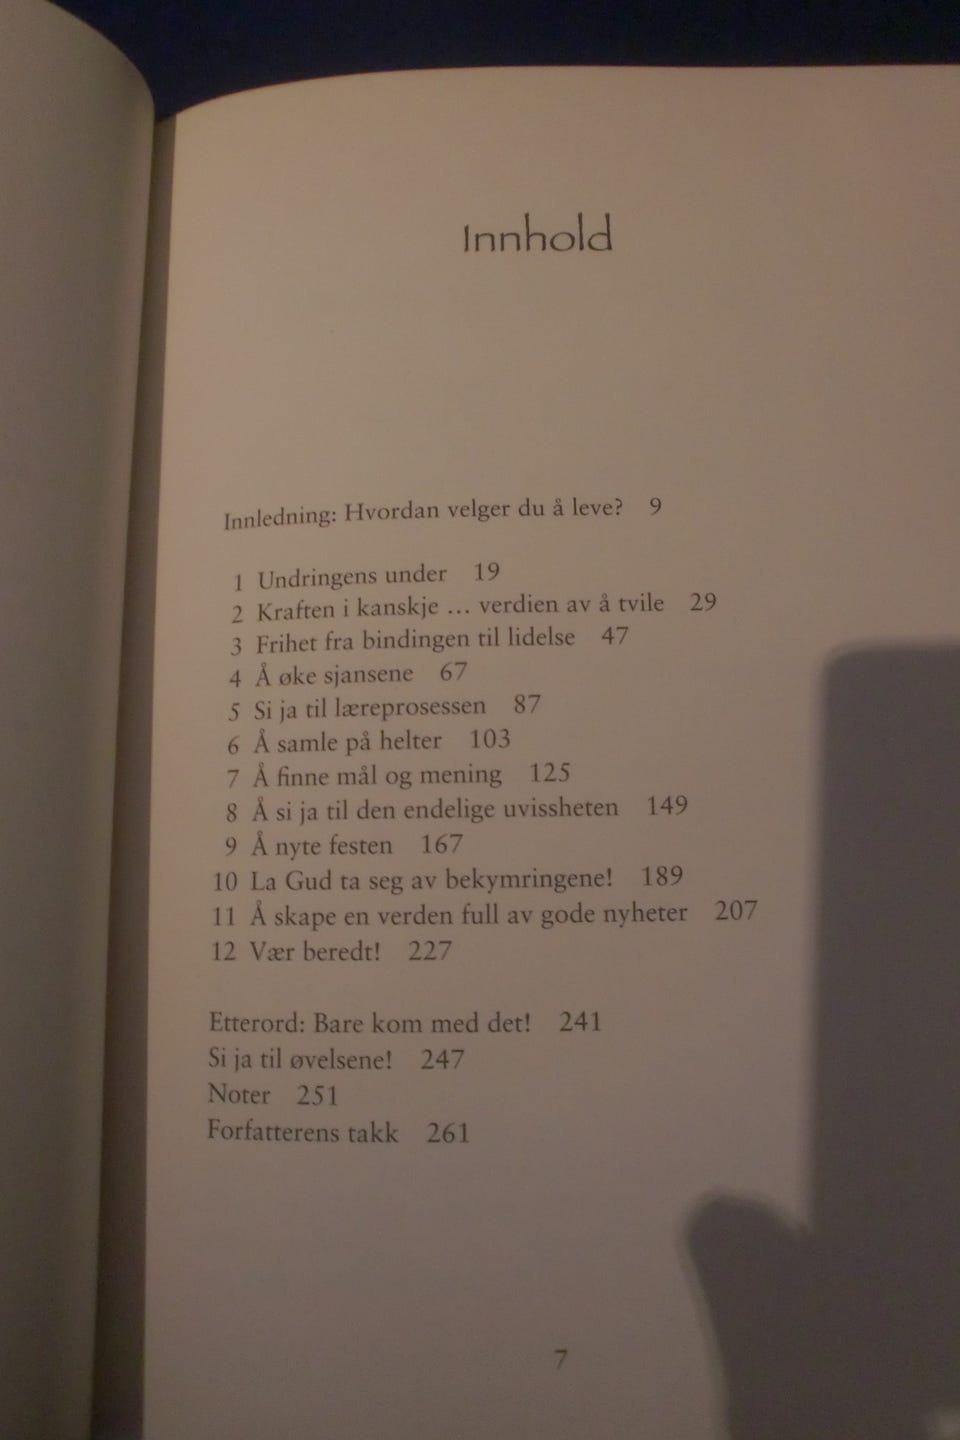 Innhold
Innledning: Hvordan velger du å leve? 9
1 Undringens under 19
2 Kraften i kanskje ... verdien av å tvile 29
3 Frihet fra bindingen til lidelse 47
4 Å øke sjansene 67
5 Si ja til læreprosessen 87
6 Å samle på helter 103
7 Å finne mål og mening 125
8 Å si ja til den endelige uvissheten 149
9 Å nyte festen 167
10 La Gud ta seg av bekymringene! 189
11 Å skape en verden full av gode nyheter 207
12 Vær beredt! 227
Etterord: Bare kom med det! 241
Si ja til øvelsene! 247
Noter 251
Forfatterens takk 261
7